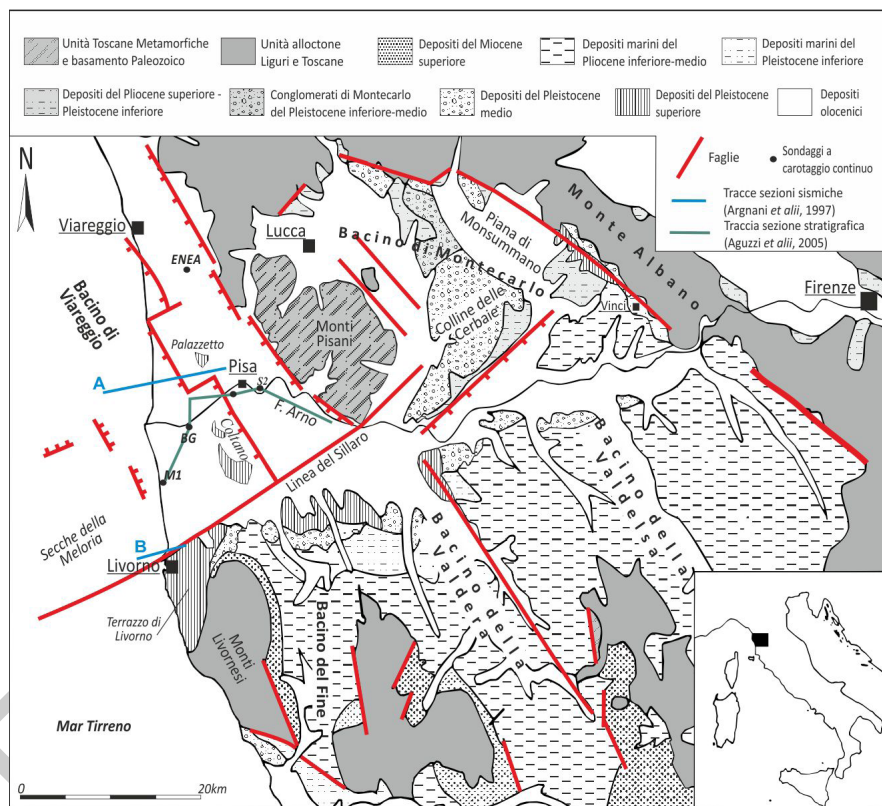 Unità Toscane Metamorfiche
e basamento Paleozoico
Unità alloctone
Liguri e Toscane
Depositi del Miocene
superiore
Depositi marini del
Pliocene inferiore-medio
Depositi marini del
Pleistocene inferiore
Depositi del Pliocene superiore -
Pleistocene inferiore
Conglomerati di Montecarlo
del Pleistocene inferiore-medio
Depositi del Pleistocene
medio
Depositi del Pleistocene
superiore
Depositi
olocenici
Faglie
Sondaggi a
carotaggio continuo
Tracce sezioni sismiche
(Argnani et alii, 1997)
Traccia sezione stratigrafica
(Aguzzi et alii, 2005)
N
Viareggio
ENEA
Lucca
Bacino di Montecarlo
Piana di
Monsummano
Monte Albano
Firenze
Vinci
Colline delle
Cerbaie
Monti
Pisani
Bacino di
Viareggio
Palazzetto
Pisa
A
S2
F. Arno
BG
Coltano
M1
Linea del Sillaro
Secche della
Meloria
B
Livorno
Terrazzo di
Livorno
Monti
Livornesi
Bacino del Fine
Bacino della
Valdera
Bacino della
Valdelsa
Mar Tirreno
0
20km